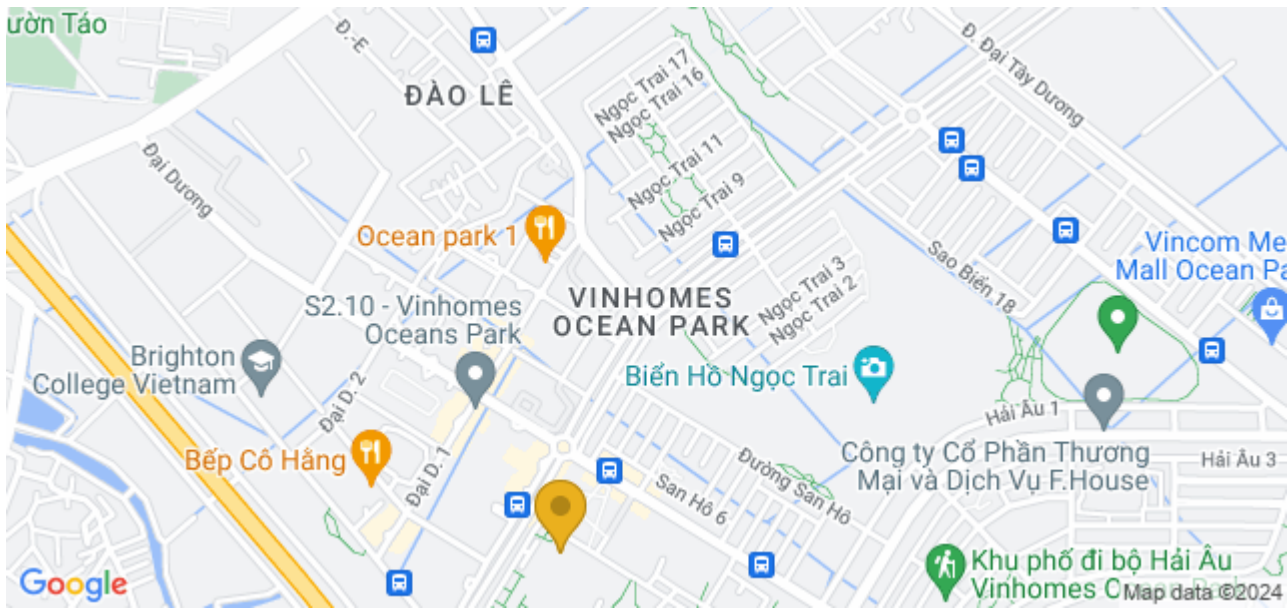 ườn Táo
Đ.-E
ĐÀO LÊ
Ngọc Trai 17
Ngọc Trai 16
Đ. Đại Tây Dương
Đại Dương
Ngọc Trai 11
Ngọc Trai 9
Ocean park 1
Sao Biển 18
Vincom Me
Mall Ocean Pa
Ngọc Trai 3
Ngọc Trai 2
VINHOMES
OCEAN PARK
S2.10 - Vinhomes
Oceans Park
Brighton
College Vietnam
Đại D. 2
Biển Hồ Ngọc Trai
Hải Âu 1
Bếp Cô Hằng
Đại D. 1
Đường San Hô
Công ty Cổ Phần Thương
Mại và Dịch Vụ F.House
Hải Âu 3
San Hô 6
Khu phố đi bộ Hải Âu
Vinhomes
Google
Map data ©2024